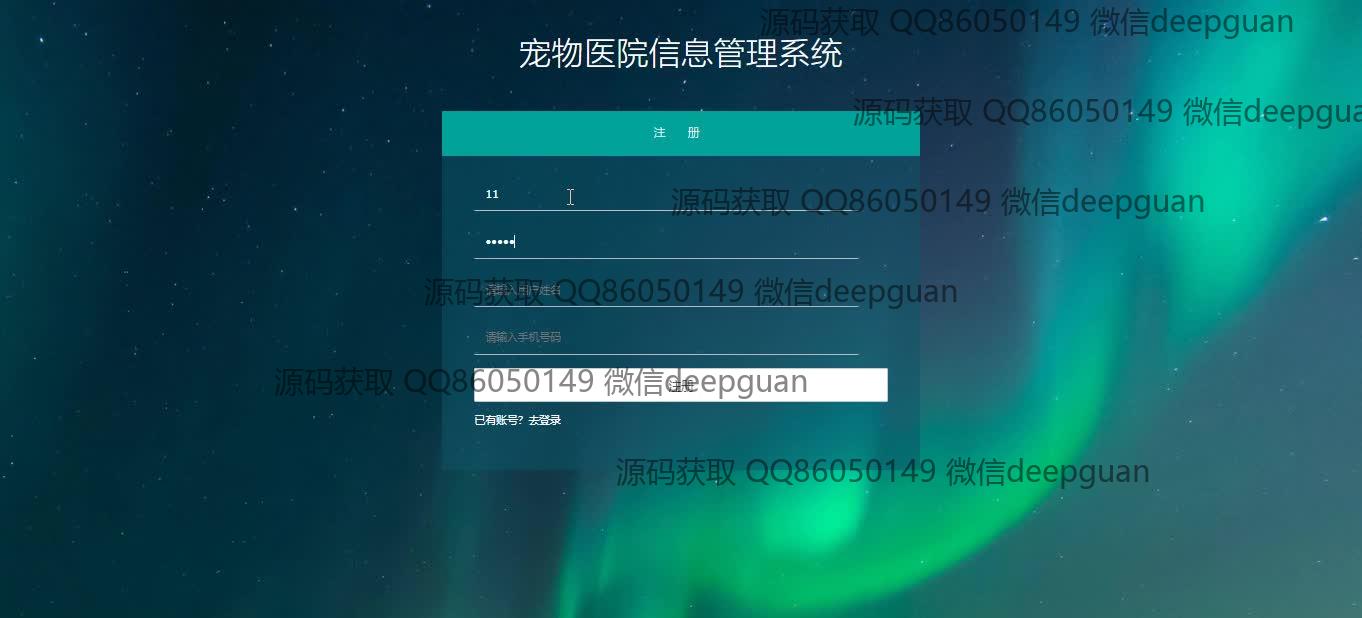 源码获取 QQ86050149 微信deepguan
宠物医院信息管理系统
源码获取 QQ86050149 微信deepgua
注 册
11
源码获取 QQ86050149 微信deepguan
•••••
请输入用户姓名
源码获取 QQ86050149 微信deepguan
请输入手机号码
注册
源码获取 QQ86050149 微信deepguan
已有账号？去登录
源码获取 QQ86050149 微信deepguan